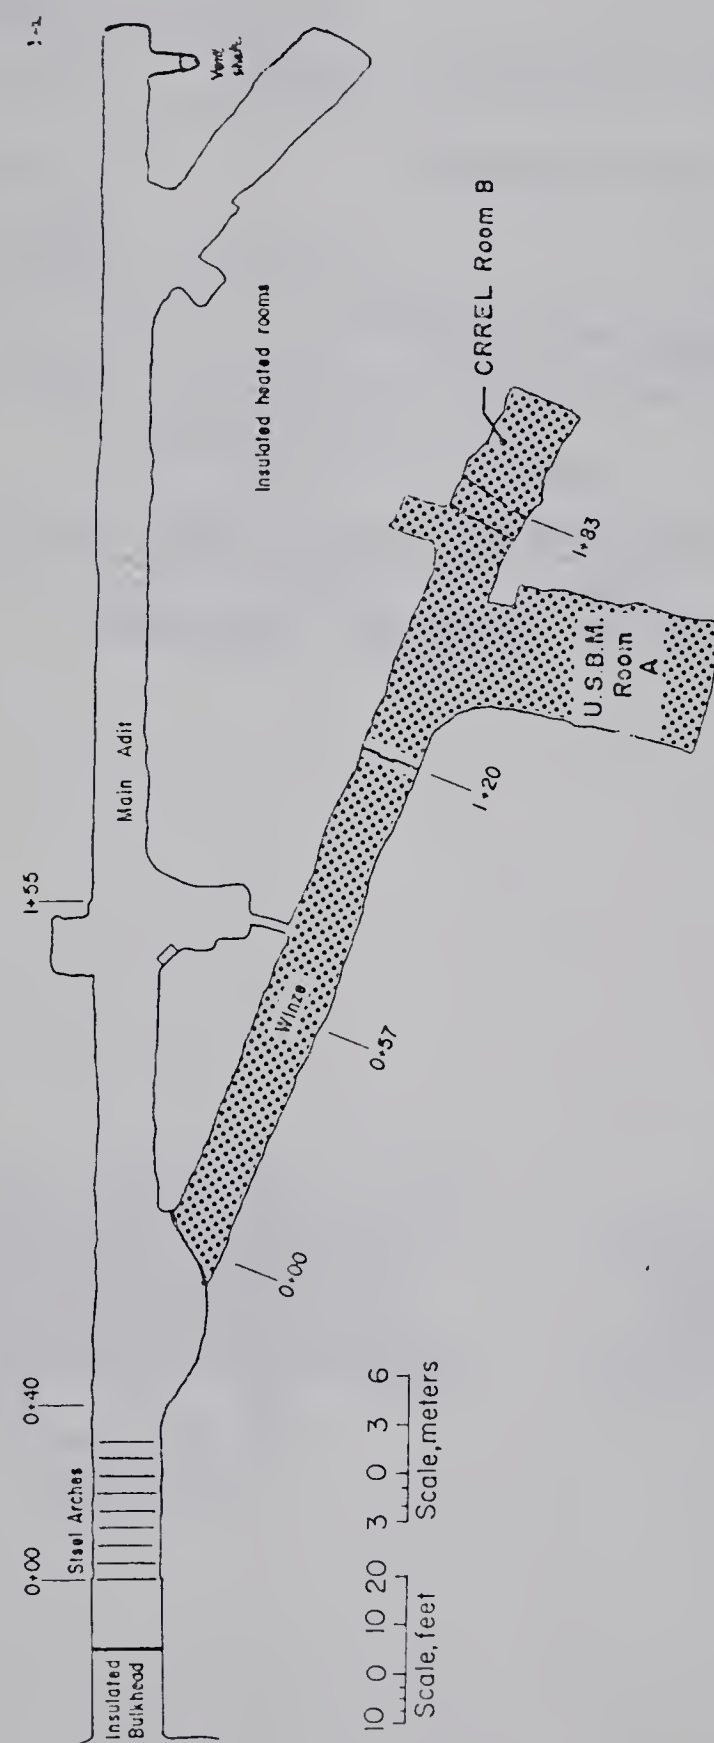 1-2
Vent
shaft.
Insulated heated rooms
CRREL Room B
1+83
U.S.B.M.
Room
A
Main Adit
1+55
1+20
Winze
0+57
0+00
0+40
Steel Arches
0+00
Insulated
Bulkhead
10 0 10 20
Scale, feet
3 0 3 6
Scale, meters